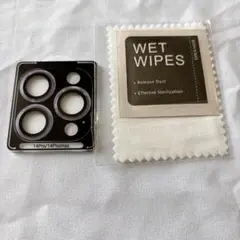 14Pro/14Promax
WET
WIPES
Remove Dust
Effective Sterilization